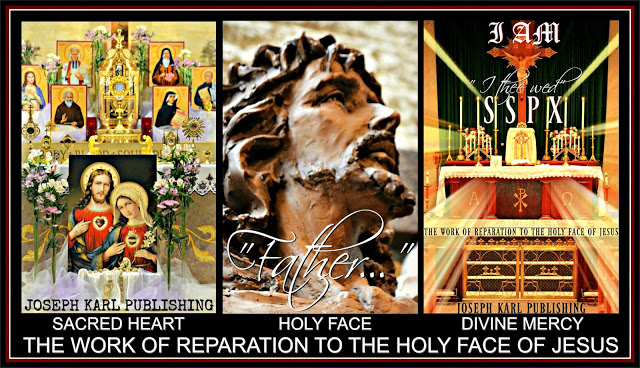 JOSEPH KARL PUBLISHING
"Father..."
I AM
"I thee wed"
S S P X
A Ω
THE WORK OF REPARATION TO THE HOLY FACE OF JESUS
JOSEPH KARL PUBLISHING
SACRED HEART HOLY FACE DIVINE MERCY
THE WORK OF REPARATION TO THE HOLY FACE OF JESUS